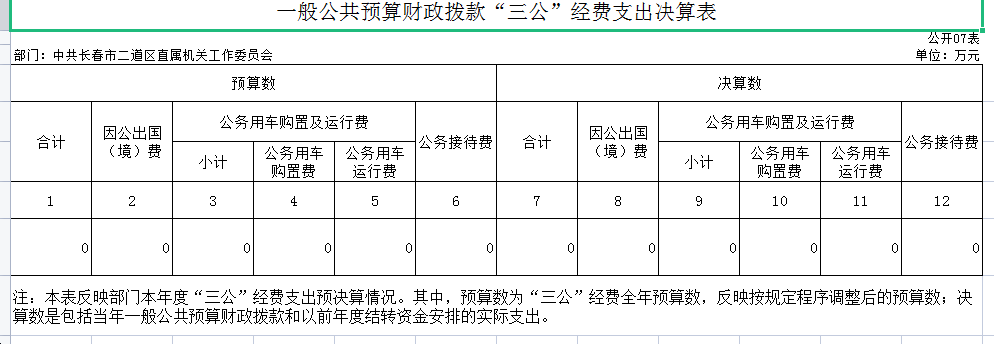 一般公共预算财政拨款“三公”经费支出决算表
公开07表
部门：中共长春市二道区直属机关工作委员会 单位：万元
预算数 决算数
合计 因公出国（境）费 公务用车购置及运行费 公务接待费 合计 因公出国（境）费 公务用车购置及运行费 公务接待费
小计 公务用车购置费 公务用车运行费 小计 公务用车购置费 公务用车运行费
1 2 3 4 5 6 7 8 9 10 11 12
0 0 0 0 0 0 0 0 0 0 0 0
注：本表反映部门本年度“三公”经费支出预决算情况。其中，预算数为“三公”经费全年预算数，反映按规定程序调整后的预算数；决
算数是包括当年一般公共预算财政拨款和以前年度结转资金安排的实际支出。